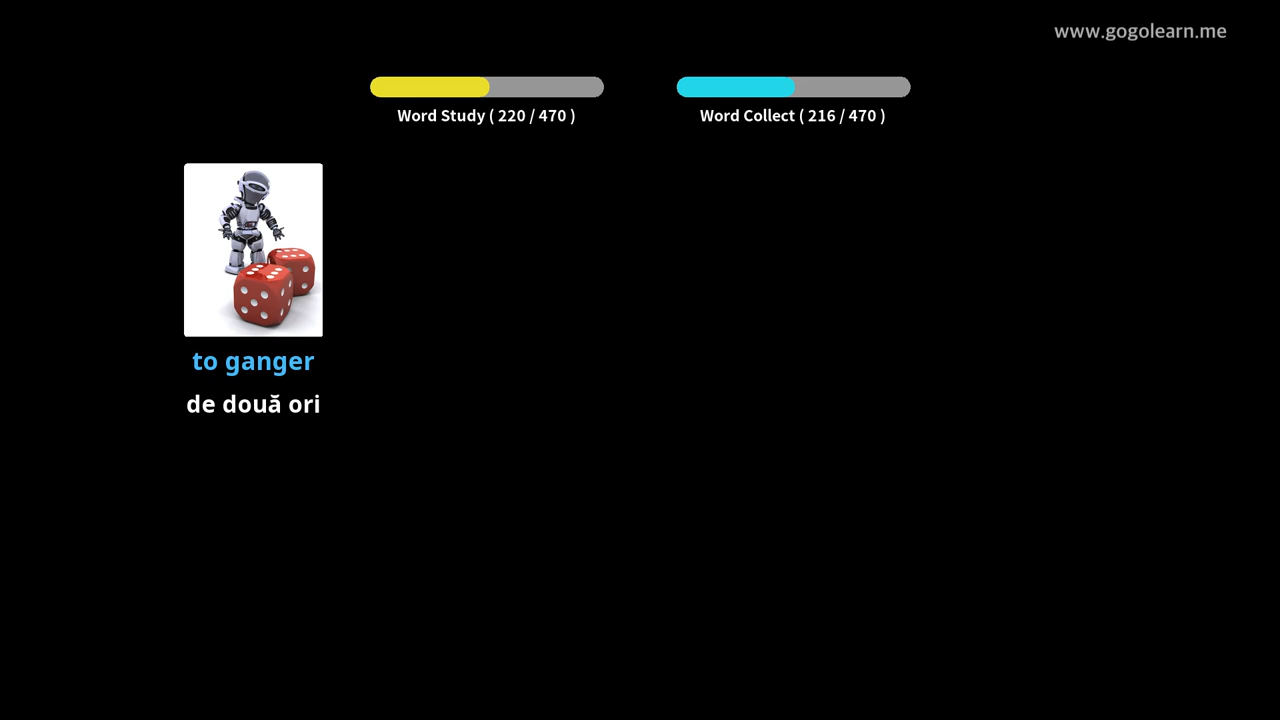 www.gogolearn.me
Word Study ( 220 / 470 )
Word Collect ( 216 / 470 )
to ganger
de două ori